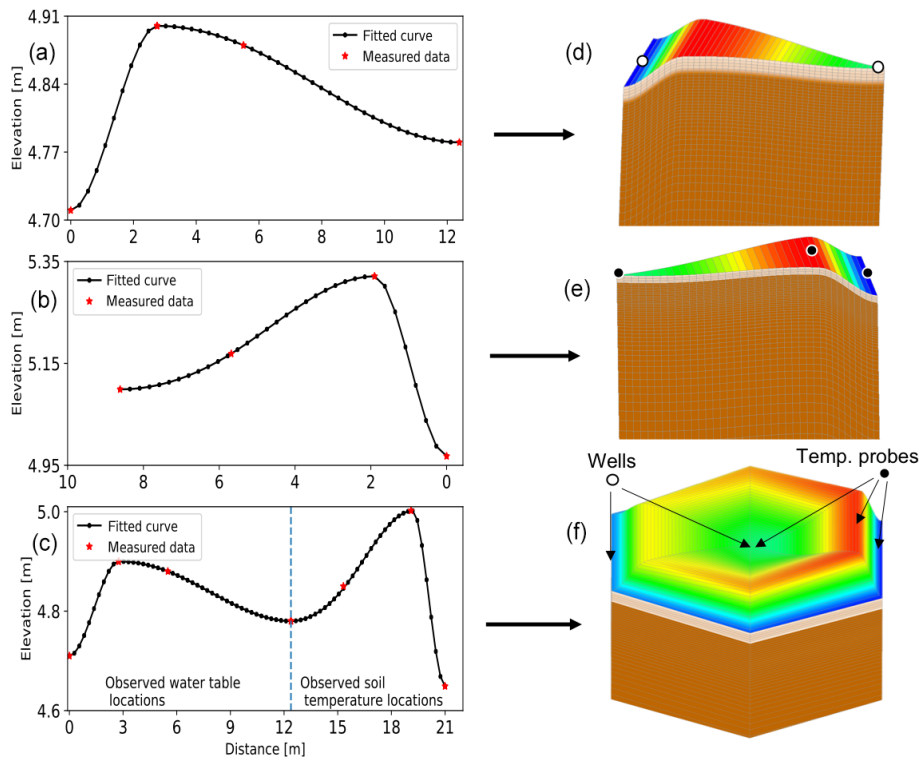 (a)
Elevation [m]
4.91
4.84
4.77
4.70
Fitted curve
Measured data
0 2 4 6 8 10 12
(d)
(b)
Elevation [m]
5.35
5.15
4.95
Fitted curve
Measured data
10 8 6 4 2 0
(e)
(c)
Elevation [m]
5.0
4.8
4.6
Fitted curve
Measured data
Observed water table
locations
Observed soil
temperature locations
0 3 6 9 12 15 18 21
Distance [m]
Wells
Temp. probes
(f)